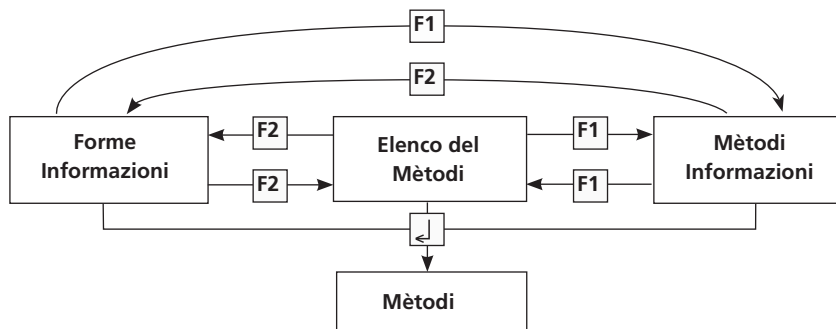 F1
F2
Forme
Informazioni
F2
F2
Elenco del
Mètodi
F1
F1
Mètodi
Informazioni
Mètodi